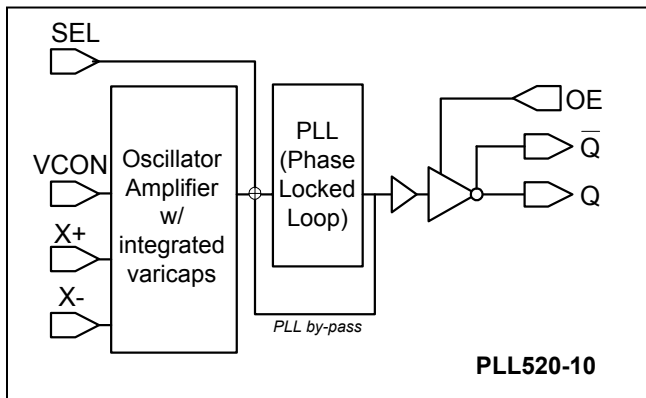 SEL
VCON
X+
X-
Oscillator
Amplifier
w/
integrated
varicaps
PLL
(Phase
Locked
Loop)
PLL by-pass
OE
Q̅
Q
PLL520-10